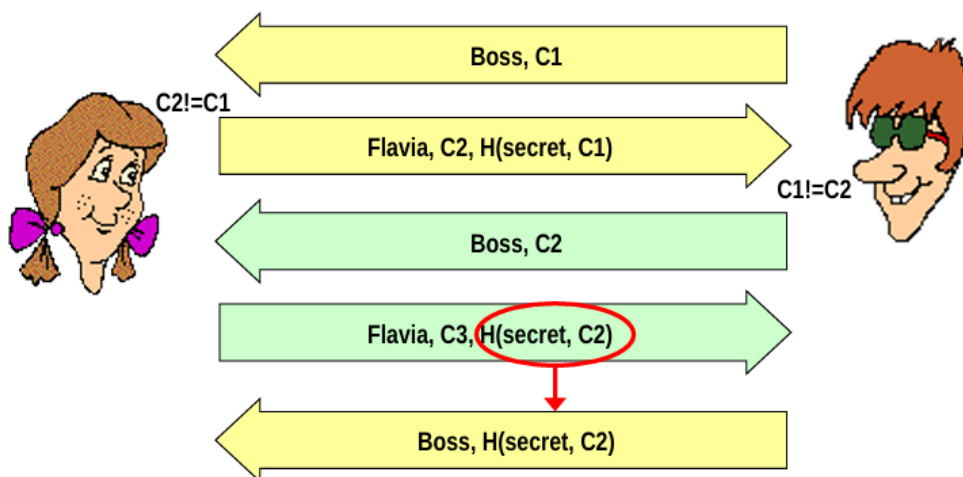 Boss, C1
C2!=C1
Flavia, C2, H(secret, C1)
C1!=C2
Boss, C2
Flavia, C3, H(secret, C2)
Boss, H(secret, C2)